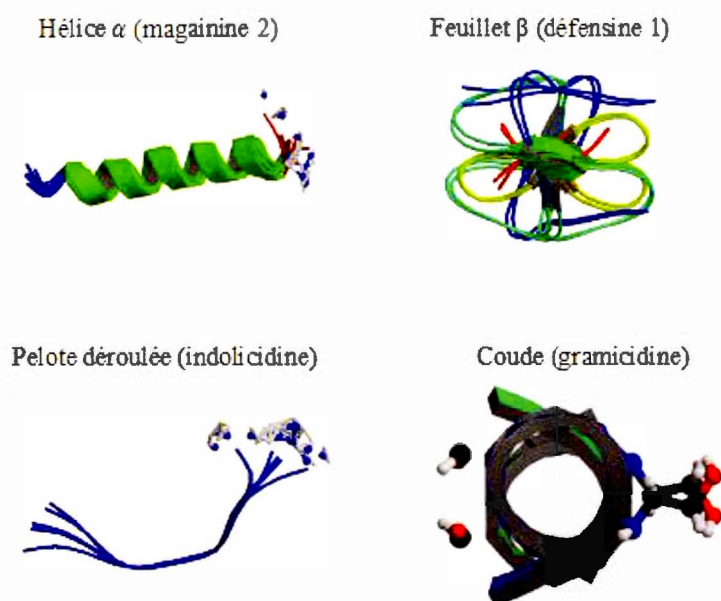 Hélice α (magainine 2)
Feuillet β (défensine 1)
Pelote déroulée (indolicidine)
Coude (gramicidine)